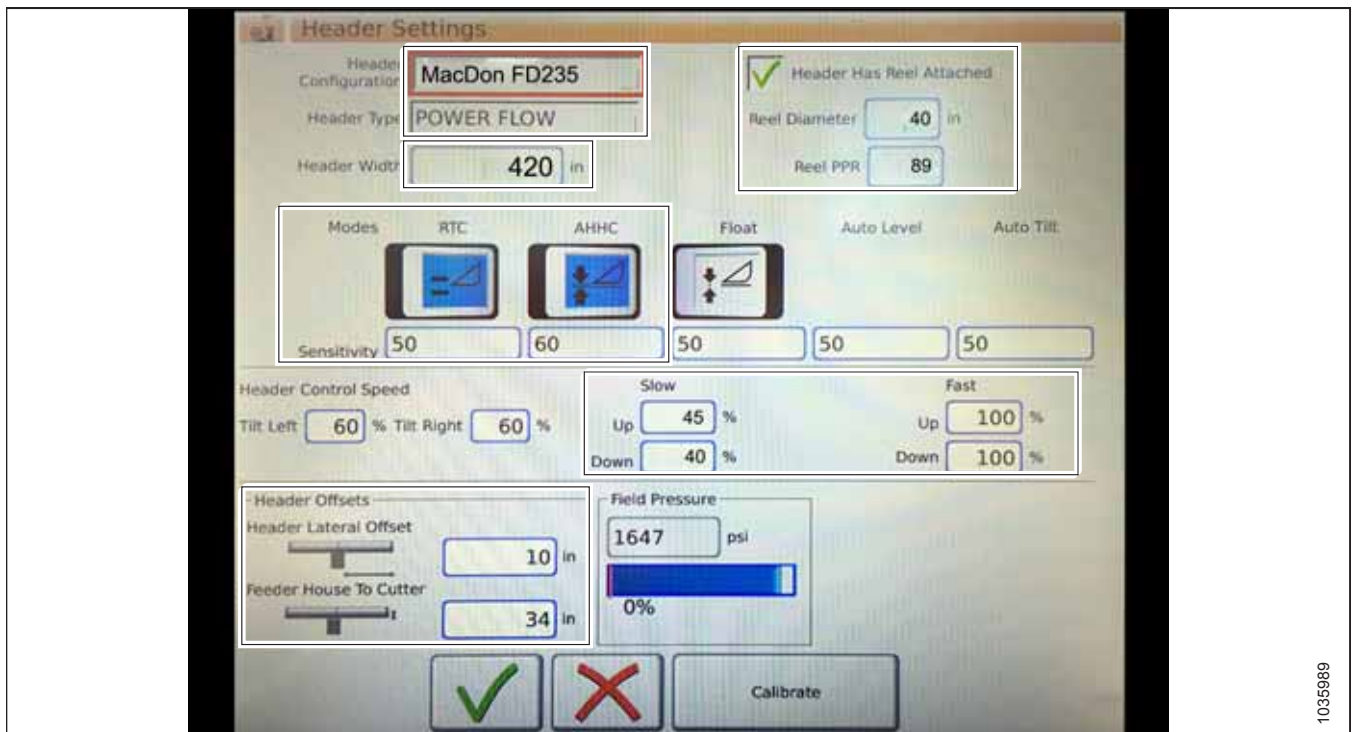 Header Settings
Header Configuration MacDon FD235
Header Has Reel Attached
Header Type POWER FLOW
Reel Diameter 40 in
Header Width 420 in
Reel PPR 89
Modes RTC AHHC Float Auto Level Auto Tilt
Sensitivity 50 60 50 50 50
Header Control Speed
Slow Fast
Tilt Left 60 % Tilt Right 60 %
Up 45 % Up 100 %
Down 40 % Down 100 %
Header Offsets
Field Pressure
Header Lateral Offset
10 in
1647 psi
Feeder House To Cutter
34 in
0%
Calibrate
1035989